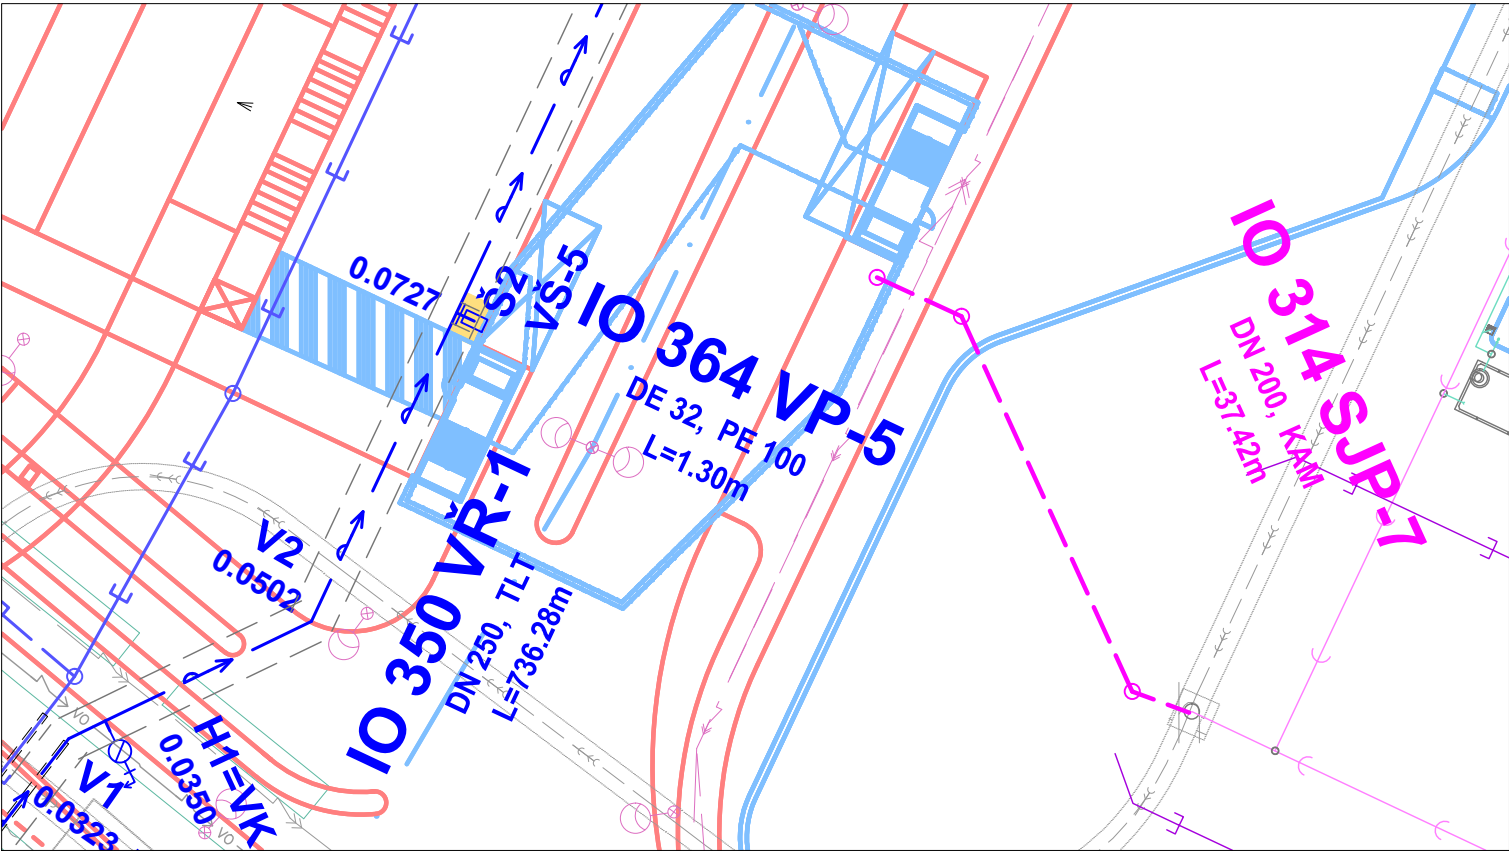 0.0727
Š2
VŠ-5
IO 364 VP-5
DE 32, PE 100
L=1.30m
IO 314 SJP-7
DN 200, KAM
L=37.42m
V2
0.0502
IO 350 VŘ-1
DN 250, TLT
L=736.28m
H1=VK
0.0350
V1
0.0323
VO
VO